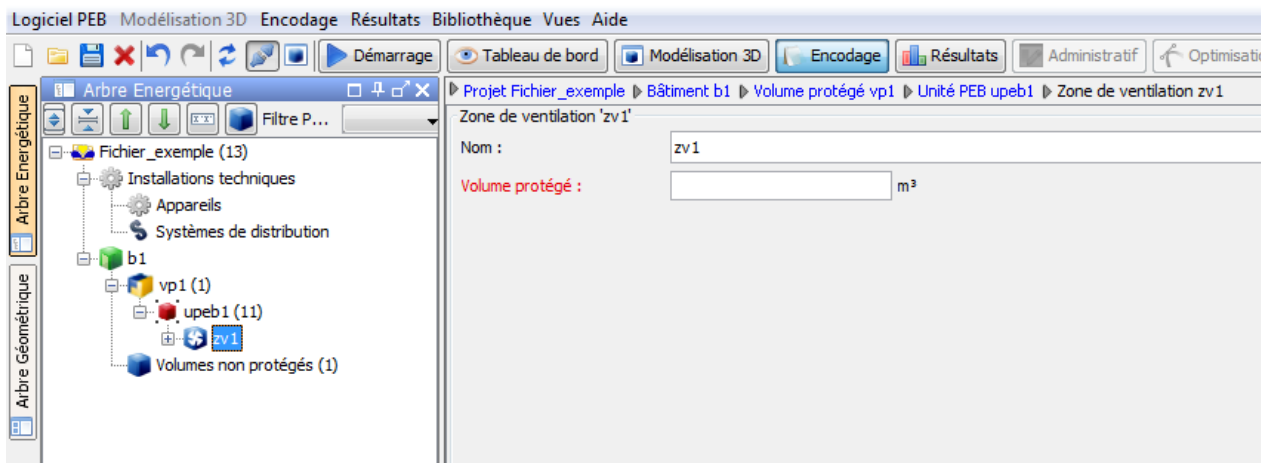 Logiciel PEB Modélisation 3D Encodage Résultats Bibliothèque Vues Aide
Démarrage Tableau de bord Modélisation 3D Encodage Résultats Administratif Optimisati
Arbre Energétique
Arbre Géométrique
Arbre Energétique
Filtre P...
Fichier_exemple (13)
Installations techniques
Appareils
Systèmes de distribution
b1
vp1 (1)
upeb1 (11)
zv1
Volumes non protégés (1)
Projet Fichier_exemple Bâtiment b1 Volume protégé vp1 Unité PEB upeb1 Zone de ventilation zv1
Zone de ventilation 'zv1'
Nom : zv1
Volume protégé : m³